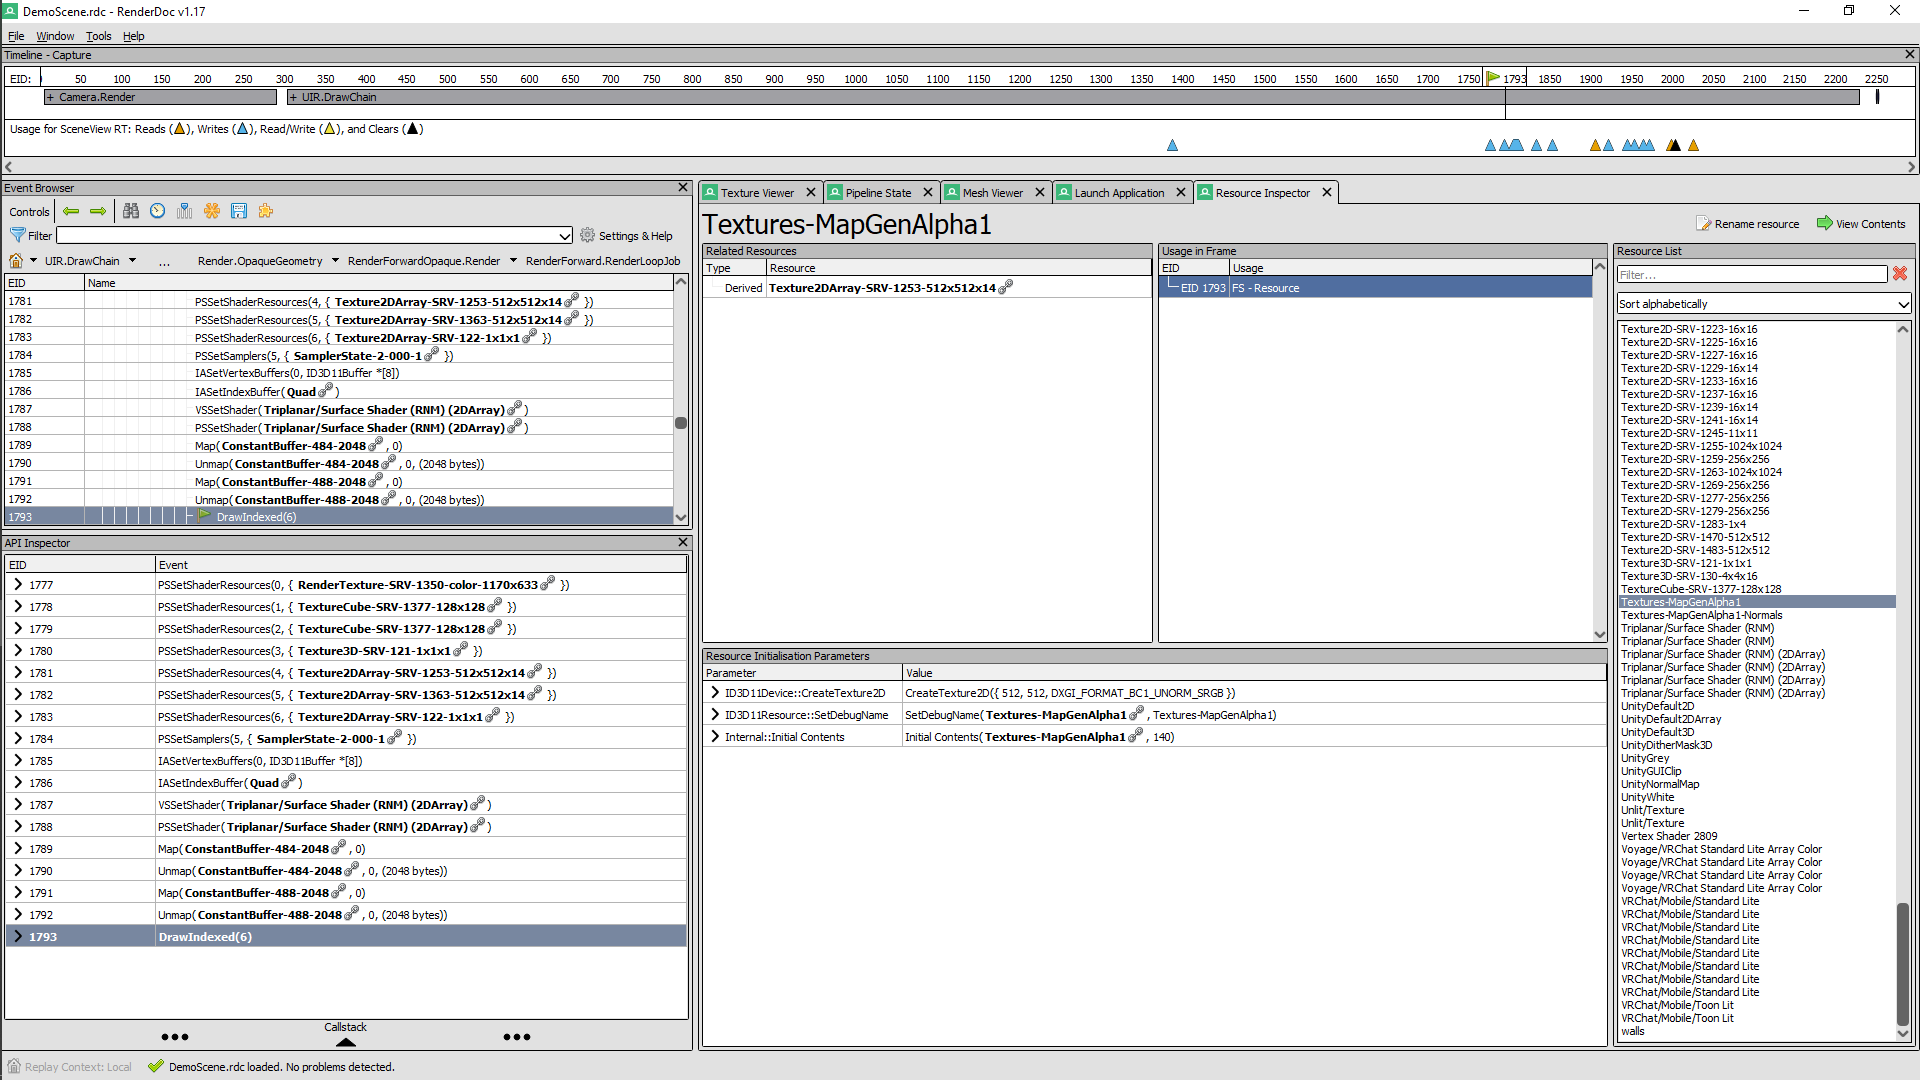 DemoScene.rdc - RenderDoc v1.17
File Window Tools Help
Timeline - Capture
EID: 50 100 150 200 250 300 350 400 450 500 550 600 650 700 750 800 850 900 950 1000 1050 1100 1150 1200 1250 1300 1350 1400 1450 1500 1550 1600 1650 1700 1750 1793 1850 1900 1950 2000 2050 2100 2150 2200 2250
+ Camera.Render
+ UIR.DrawChain
Usage for SceneView RT: Reads ( ), Writes ( ), Read/Write ( ), and Clears ( )
Event Browser
Controls
Filter
Settings & Help
UIR.DrawChain ... Render.OpaqueGeometry RenderForwardOpaque.Render RenderForward.RenderLoopJob
EID Name
1781 PSSetShaderResources(4, { Texture2DArray-SRV-1253-512x512x14 })
1782 PSSetShaderResources(5, { Texture2DArray-SRV-1363-512x512x14 })
1783 PSSetShaderResources(6, { Texture2DArray-SRV-122-1x1x1 })
1784 PSSetSamplers(5, { SamplerState-2-000-1 })
1785 IASetVertexBuffers(0, ID3D11Buffer *[8])
1786 IASetIndexBuffer( Quad )
1787 VSSetShader( Triplanar/Surface Shader (RNM) (2DArray) )
1788 PSSetShader( Triplanar/Surface Shader (RNM) (2DArray) )
1789 Map( ConstantBuffer-484-2048 , 0)
1790 Unmap( ConstantBuffer-484-2048 , 0, (2048 bytes))
1791 Map( ConstantBuffer-488-2048 , 0)
1792 Unmap( ConstantBuffer-488-2048 , 0, (2048 bytes))
1793 DrawIndexed(6)
API Inspector
EID Event
1777 PSSetShaderResources(0, { RenderTexture-SRV-1350-color-1170x633 })
1778 PSSetShaderResources(1, { TextureCube-SRV-1377-128x128 })
1779 PSSetShaderResources(2, { TextureCube-SRV-1377-128x128 })
1780 PSSetShaderResources(3, { Texture3D-SRV-121-1x1x1 })
1781 PSSetShaderResources(4, { Texture2DArray-SRV-1253-512x512x14 })
1782 PSSetShaderResources(5, { Texture2DArray-SRV-1363-512x512x14 })
1783 PSSetShaderResources(6, { Texture2DArray-SRV-122-1x1x1 })
1784 PSSetSamplers(5, { SamplerState-2-000-1 })
1785 IASetVertexBuffers(0, ID3D11Buffer *[8])
1786 IASetIndexBuffer( Quad )
1787 VSSetShader( Triplanar/Surface Shader (RNM) (2DArray) )
1788 PSSetShader( Triplanar/Surface Shader (RNM) (2DArray) )
1789 Map( ConstantBuffer-484-2048 , 0)
1790 Unmap( ConstantBuffer-484-2048 , 0, (2048 bytes))
1791 Map( ConstantBuffer-488-2048 , 0)
1792 Unmap( ConstantBuffer-488-2048 , 0, (2048 bytes))
1793 DrawIndexed(6)
Callstack
Texture Viewer Pipeline State Mesh Viewer Launch Application Resource Inspector
Textures-MapGenAlpha1
Rename resource View Contents
Related Resources
Type Resource
Derived Texture2DArray-SRV-1253-512x512x14
Usage in Frame
EID Usage
EID 1793 FS - Resource
Resource Initialisation Parameters
Parameter Value
ID3D11Device::CreateTexture2D CreateTexture2D({ 512, 512, DXGI_FORMAT_BC1_UNORM_SRGB })
ID3D11Resource::SetDebugName SetDebugName( Textures-MapGenAlpha1 , Textures-MapGenAlpha1)
Internal::Initial Contents Initial Contents( Textures-MapGenAlpha1 , 140)
Resource List
Filter...
Sort alphabetically
Texture2D-SRV-1223-16x16
Texture2D-SRV-1225-16x16
Texture2D-SRV-1227-16x16
Texture2D-SRV-1229-16x14
Texture2D-SRV-1233-16x16
Texture2D-SRV-1237-16x16
Texture2D-SRV-1239-16x14
Texture2D-SRV-1241-16x14
Texture2D-SRV-1245-11x11
Texture2D-SRV-1255-1024x1024
Texture2D-SRV-1259-256x256
Texture2D-SRV-1263-1024x1024
Texture2D-SRV-1269-256x256
Texture2D-SRV-1277-256x256
Texture2D-SRV-1279-256x256
Texture2D-SRV-1283-1x4
Texture2D-SRV-1470-512x512
Texture2D-SRV-1483-512x512
Texture3D-SRV-121-1x1x1
Texture3D-SRV-130-4x4x16
TextureCube-SRV-1377-128x128
Textures-MapGenAlpha1
Textures-MapGenAlpha1-Normals
Triplanar/Surface Shader (RNM)
Triplanar/Surface Shader (RNM)
Triplanar/Surface Shader (RNM) (2DArray)
Triplanar/Surface Shader (RNM) (2DArray)
Triplanar/Surface Shader (RNM) (2DArray)
Triplanar/Surface Shader (RNM) (2DArray)
UnityDefault2D
UnityDefault2DArray
UnityDefault3D
UnityDitherMask3D
UnityGrey
UnityGUIClip
UnityNormalMap
UnityWhite
Unlit/Texture
Unlit/Texture
Vertex Shader 2809
Voyage/VRChat Standard Lite Array Color
Voyage/VRChat Standard Lite Array Color
Voyage/VRChat Standard Lite Array Color
Voyage/VRChat Standard Lite Array Color
VRChat/Mobile/Standard Lite
VRChat/Mobile/Standard Lite
VRChat/Mobile/Standard Lite
VRChat/Mobile/Standard Lite
VRChat/Mobile/Standard Lite
VRChat/Mobile/Standard Lite
VRChat/Mobile/Standard Lite
VRChat/Mobile/Standard Lite
VRChat/Mobile/Toon Lit
VRChat/Mobile/Toon Lit
walls
Replay Context: Local DemoScene.rdc loaded. No problems detected.